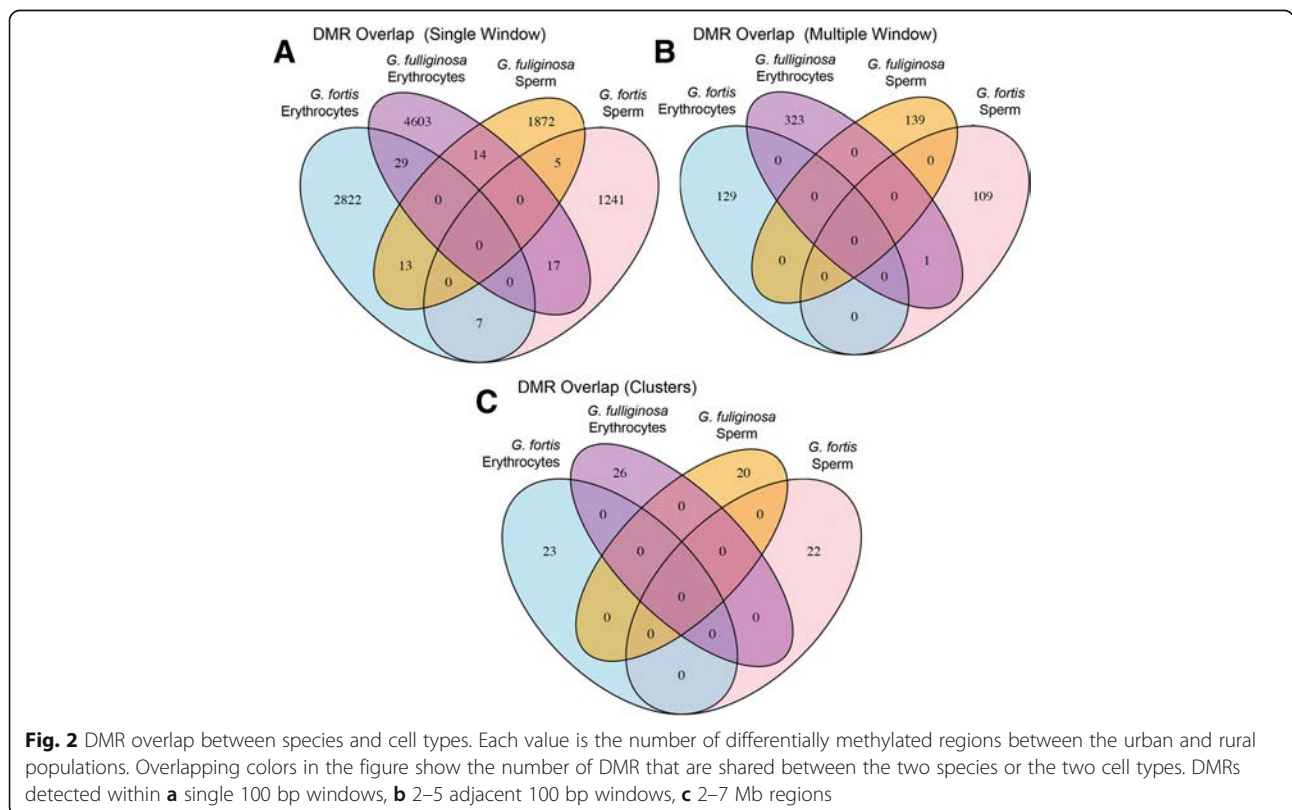 A
DMR Overlap (Single Window)
G. fulliginosa
Erythrocytes
G. fuliginosa
Sperm
G. fortis
Erythrocytes
G. fortis
Sperm
4603
1872
29
14
5
2822
0
0
1241
0
13
17
0
0
7
B
DMR Overlap (Multiple Window)
G. fulliginosa
Erythrocytes
G. fuliginosa
Sperm
G. fortis
Erythrocytes
G. fortis
Sperm
323
139
0
0
0
129
0
0
109
0
0
1
0
0
0
C
DMR Overlap (Clusters)
G. fulliginosa
Erythrocytes
G. fuliginosa
Sperm
G. fortis
Erythrocytes
G. fortis
Sperm
26
20
0
0
0
23
0
0
22
0
0
0
0
0
0
Fig. 2 DMR overlap between species and cell types. Each value is the number of differentially methylated regions between the urban and rural
populations. Overlapping colors in the figure show the number of DMR that are shared between the two species or the two cell types. DMRs
detected within a single 100 bp windows, b 2–5 adjacent 100 bp windows, c 2–7 Mb regions